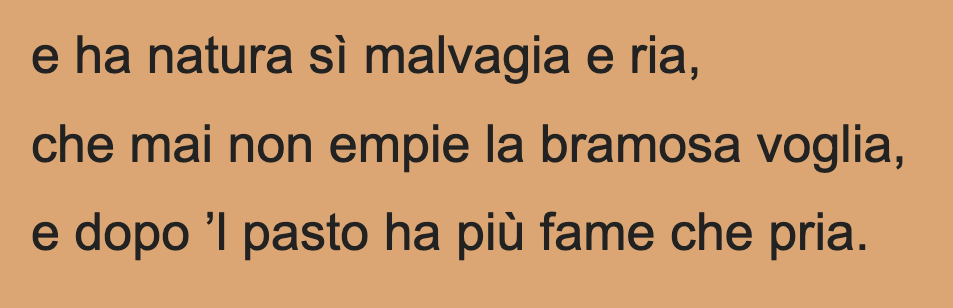 e ha natura sì malvagia e ria,
che mai non empie la bramosa voglia,
e dopo ’l pasto ha più fame che pria.